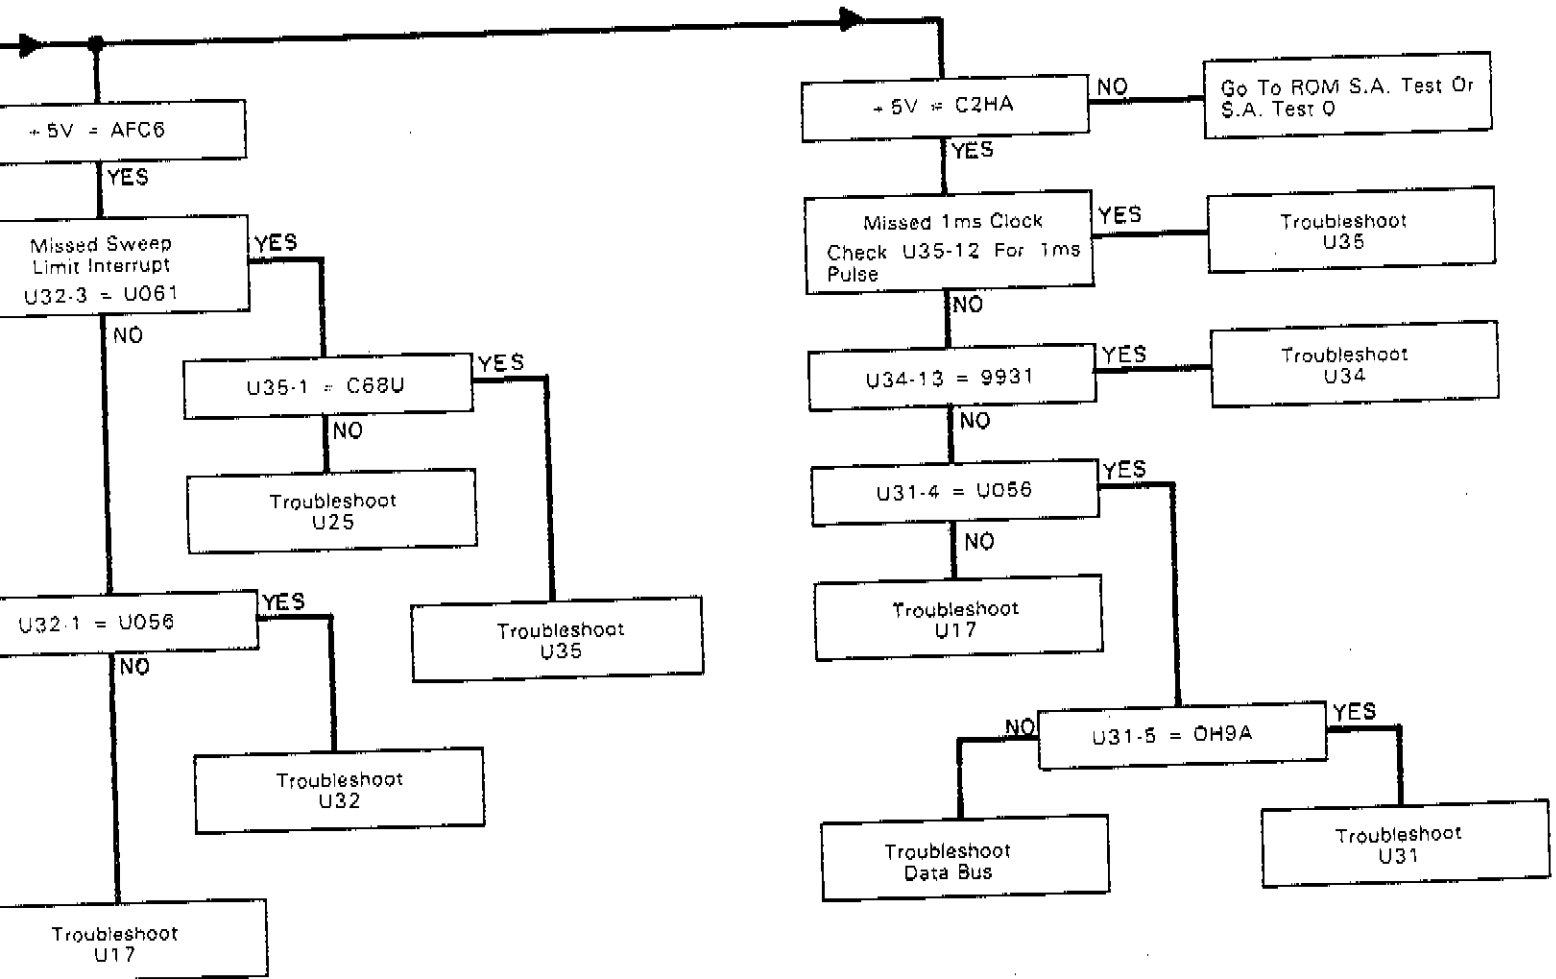 +5V = AFC6
YES
Missed Sweep
Limit Interrupt
U32-3 = U061
YES
NO
U35-1 = C68U
YES
NO
Troubleshoot
U25
Troubleshoot
U35
U32-1 = U056
YES
NO
Troubleshoot
U32
Troubleshoot
U17
+5V = C2HA
NO
Go To ROM S.A. Test Or
S.A. Test 0
YES
Missed 1ms Clock
Check U35-12 For 1ms
Pulse
YES
Troubleshoot
U35
NO
U34-13 = 9931
YES
Troubleshoot
U34
NO
U31-4 = U056
YES
NO
Troubleshoot
U17
U31-5 = OH9A
NO
YES
Troubleshoot
Data Bus
Troubleshoot
U31